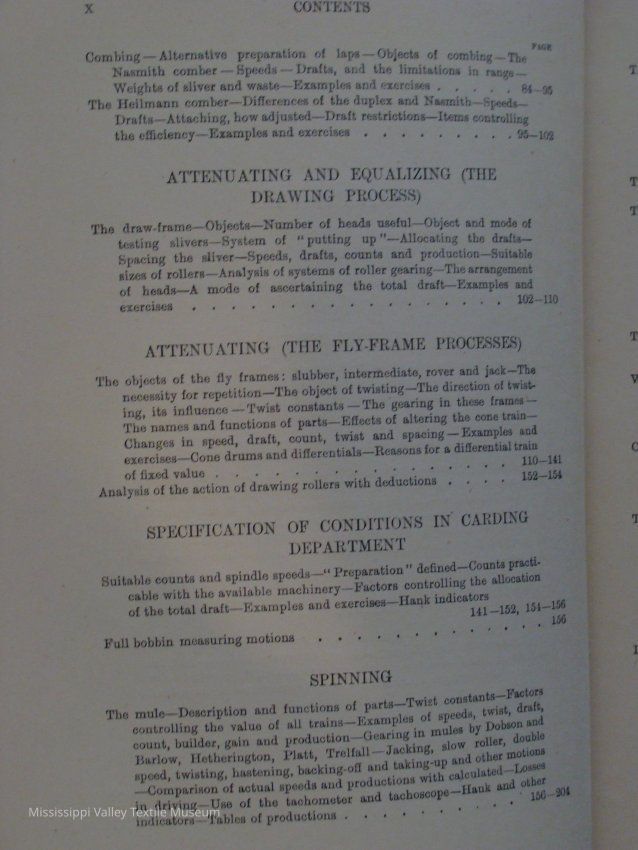 X CONTENTS
PAGE
Combing—Alternative preparation of laps—Objects of combing—The
Nasmith comber—Speeds—Drafts, and the limitations in range—
Weights of sliver and waste—Examples and exercises . . . . . 84–95
The Heilmann comber—Differences of the duplex and Nasmith—Speeds—
Drafts—Attaching, how adjusted—Draft restrictions—Items controlling
the efficiency—Examples and exercises . . . . . . . . . 95–102
ATTENUATING AND EQUALIZING (THE
DRAWING PROCESS)
The draw-frame—Objects—Number of heads useful—Object and mode of
testing slivers—System of "putting up"—Allocating the drafts—
Spacing the sliver—Speeds, drafts, counts and production—Suitable
sizes of rollers—Analysis of systems of roller gearing—The arrangement
of heads—A mode of ascertaining the total draft—Examples and
exercises . . . . . . . . . . . . . . . . . 102–110
ATTENUATING (THE FLY-FRAME PROCESSES)
The objects of the fly frames: slubber, intermediate, rover and jack—The
necessity for repetition—The object of twisting—The direction of twist-
ing, its influence—Twist constants—The gearing in these frames—
The names and functions of parts—Effects of altering the cone train—
Changes in speed, draft, count, twist and spacing—Examples and
exercises—Cone drums and differentials—Reasons for a differential train
of fixed value . . . . . . . . . . . . . . . 110–141
Analysis of the action of drawing rollers with deductions . . . . 152–154
SPECIFICATION OF CONDITIONS IN CARDING
DEPARTMENT
Suitable counts and spindle speeds—"Preparation" defined—Counts practi-
cable with the available machinery—Factors controlling the allocation
of the total draft—Examples and exercises—Hank indicators
141–152, 154–156
Full bobbin measuring motions . . . . . . . . . . . 156
SPINNING
The mule—Description and functions of parts—Twist constants—Factors
controlling the value of all trains—Examples of speeds, twist, draft,
count, builder, gain and production—Gearing in mules by Dobson and
Barlow, Hetherington, Platt, Trelfall—Jacking, slow roller, double
speed, twisting, hastening, backing-off and taking-up and other motions
—Comparison of actual speeds and productions with calculated—Losses
in driving—Use of the tachometer and tachoscope—Hank and other
indicators—Tables of productions . . . . . . . . . 156–204
Mississippi Valley Textile Museum